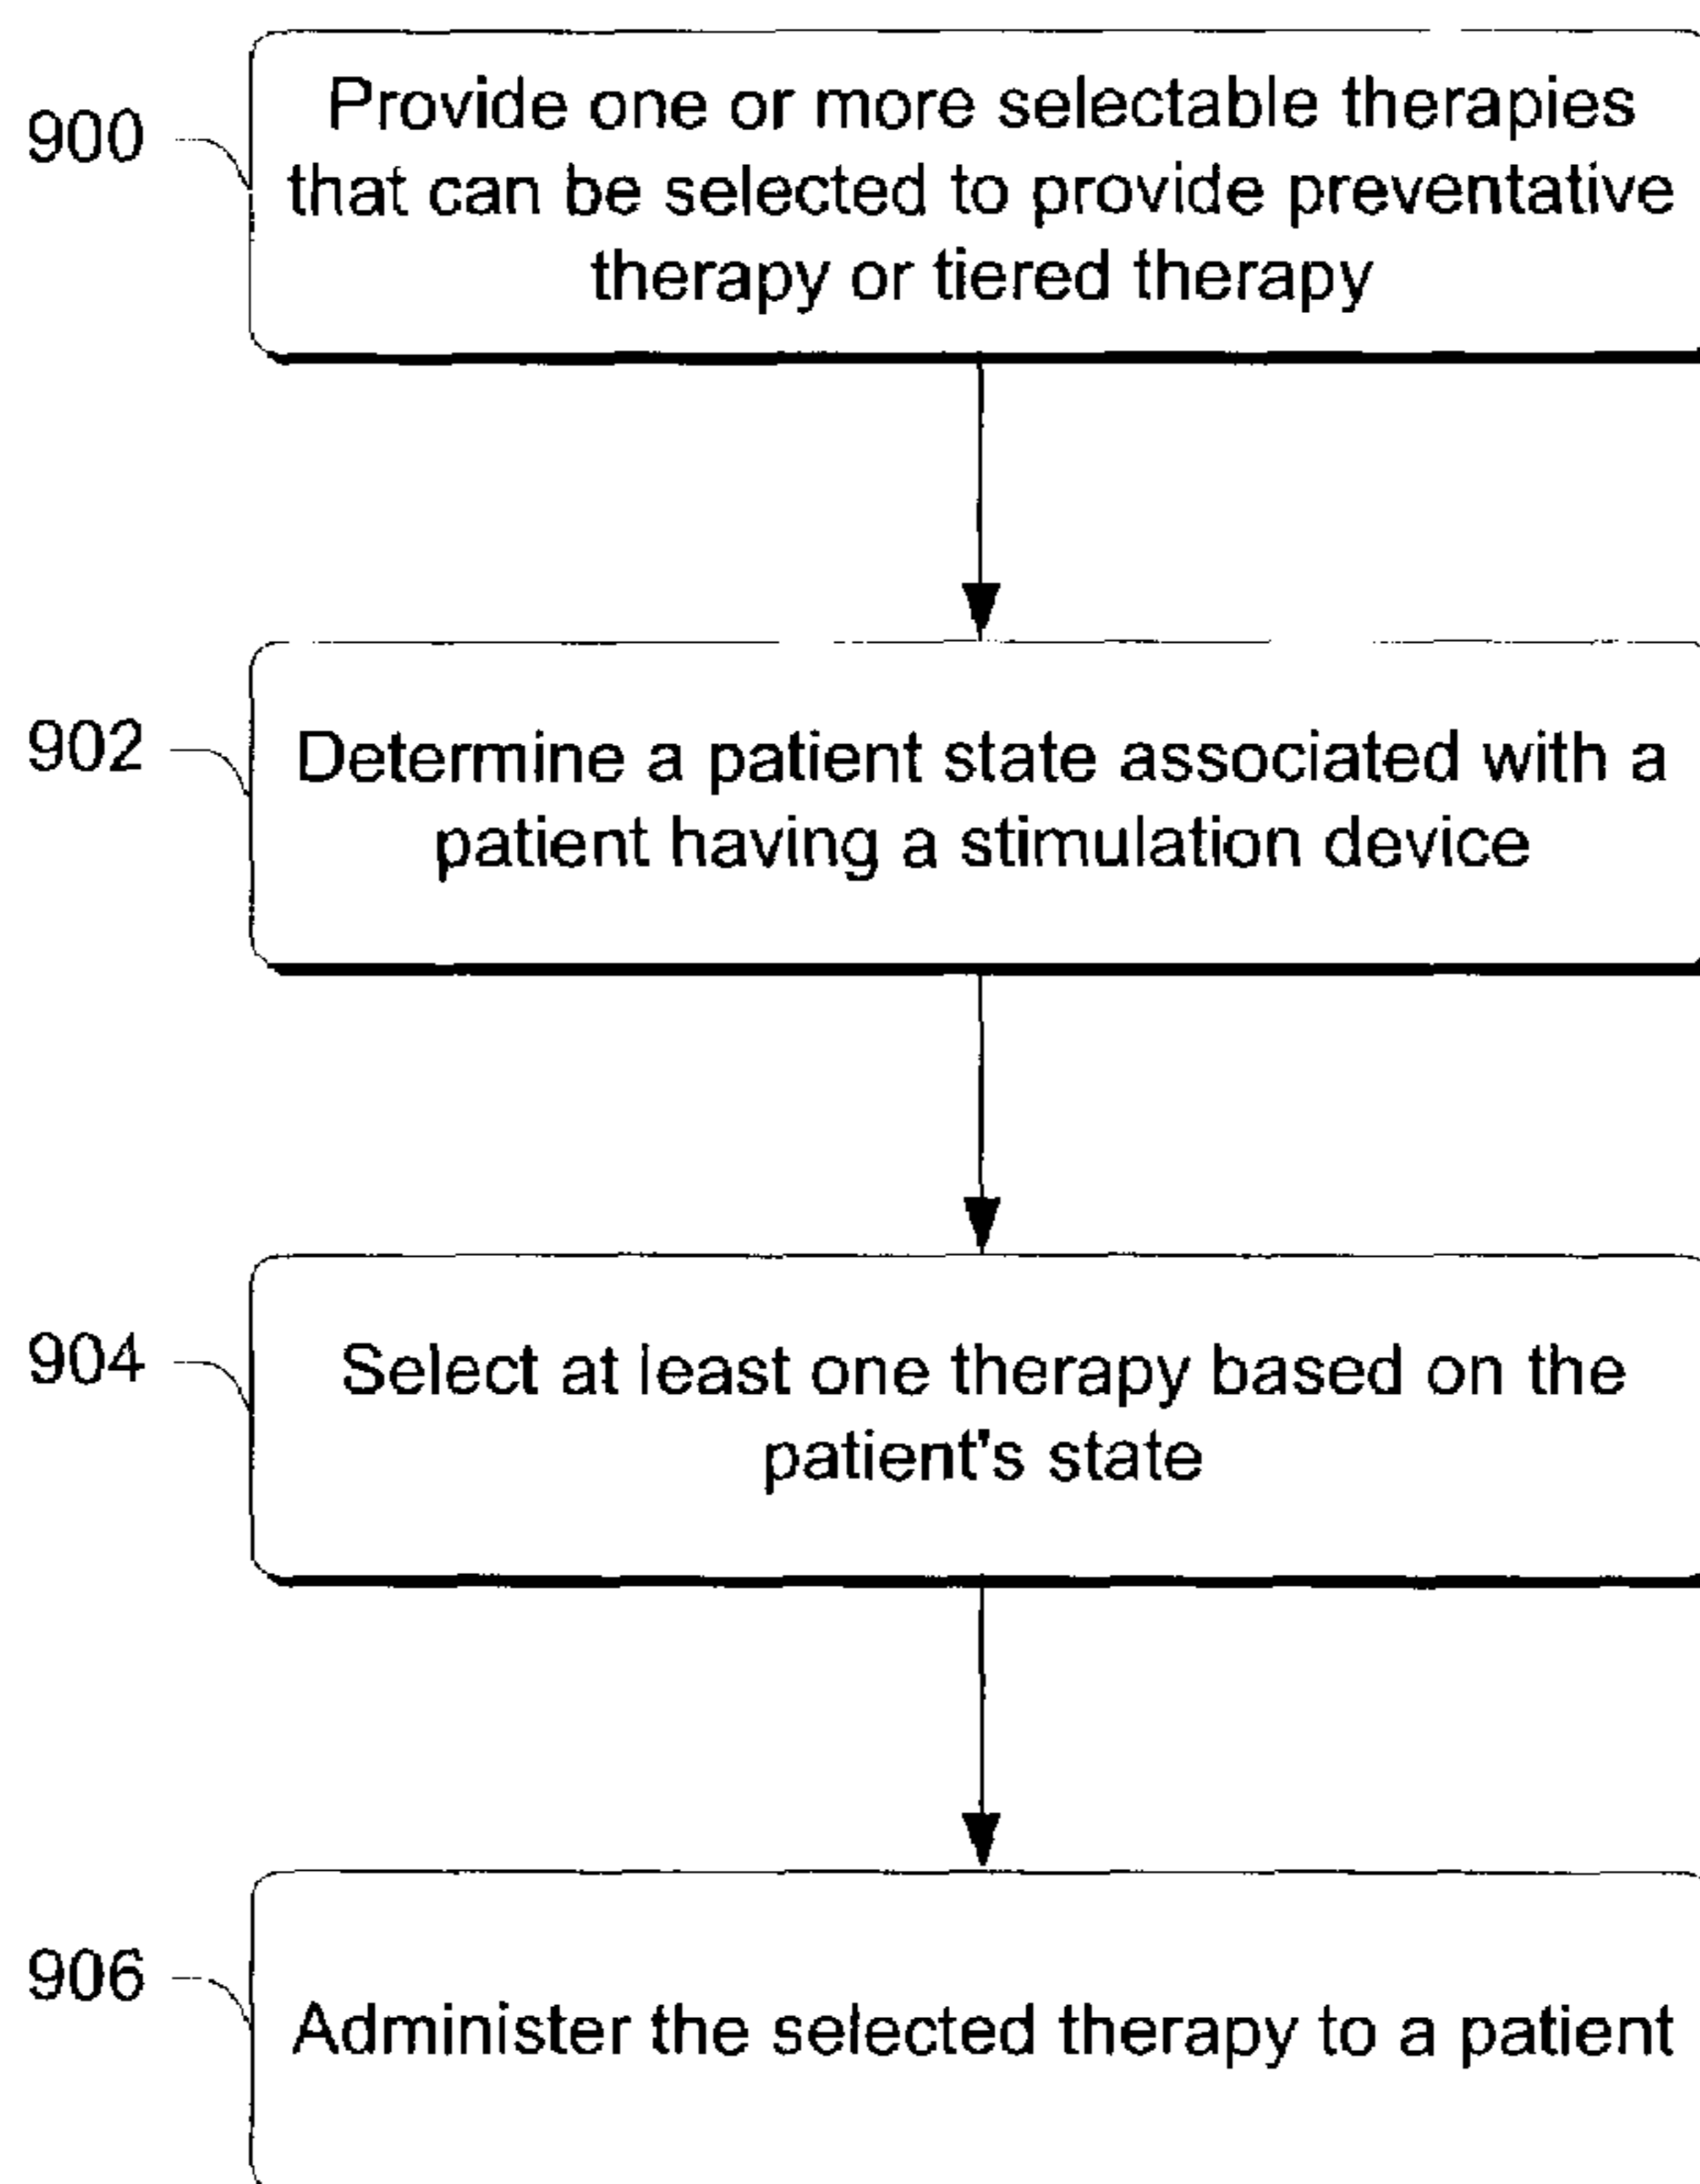 900
Provide one or more selectable therapies
that can be selected to provide preventative
therapy or tiered therapy
902
Determine a patient state associated with a
patient having a stimulation device
904
Select at least one therapy based on the
patient's state
906
Administer the selected therapy to a patient